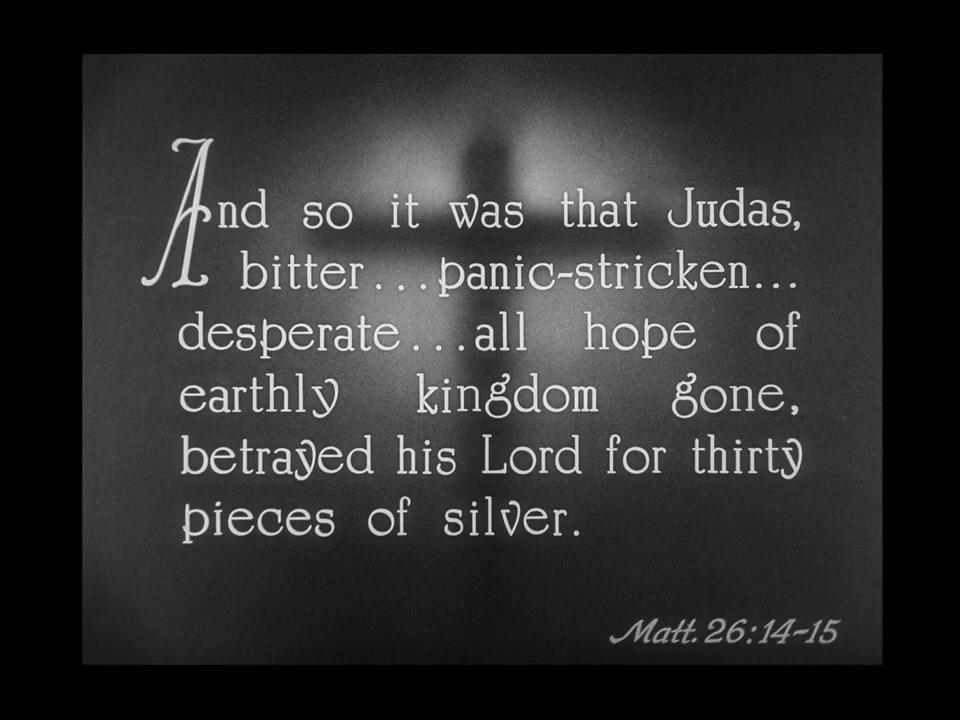 And so it was that Judas,
bitter...panic-stricken...
desperate...all hope of
earthly kingdom gone,
betrayed his Lord for thirty
pieces of silver.
Matt. 26:14-15